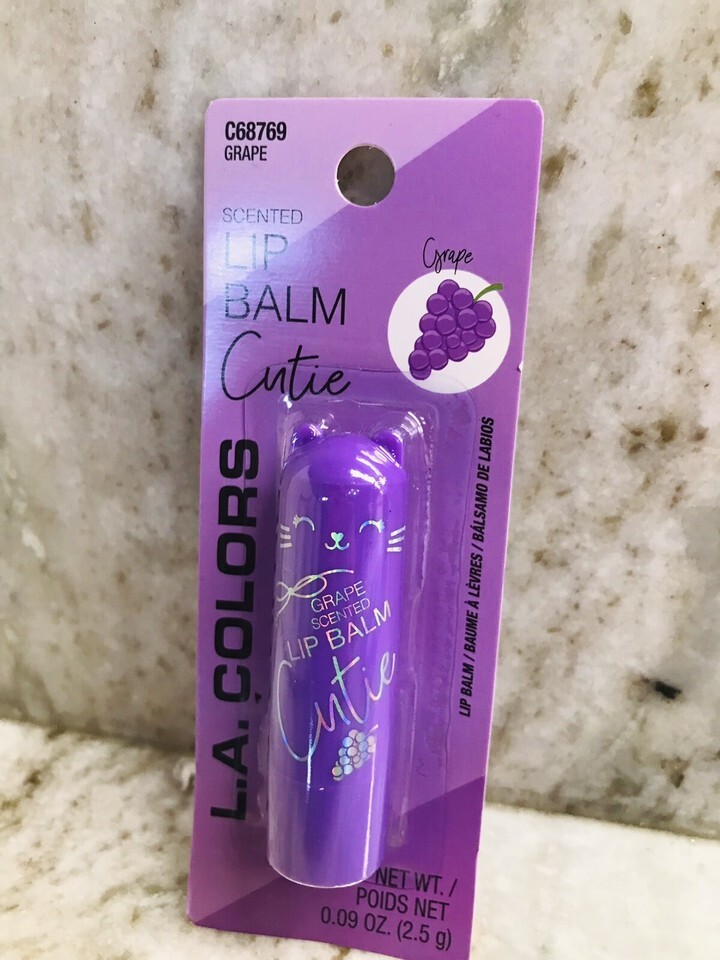 C68769
GRAPE
SCENTED
LIP
BALM
Cutie
Grape
L.A. COLORS
LIP BALM / BAUME À LÈVRES / BÁLSAMO DE LABIOS
GRAPE
SCENTED
LIP BALM
Cutie
NET WT. /
POIDS NET
0.09 OZ. (2.5 g)